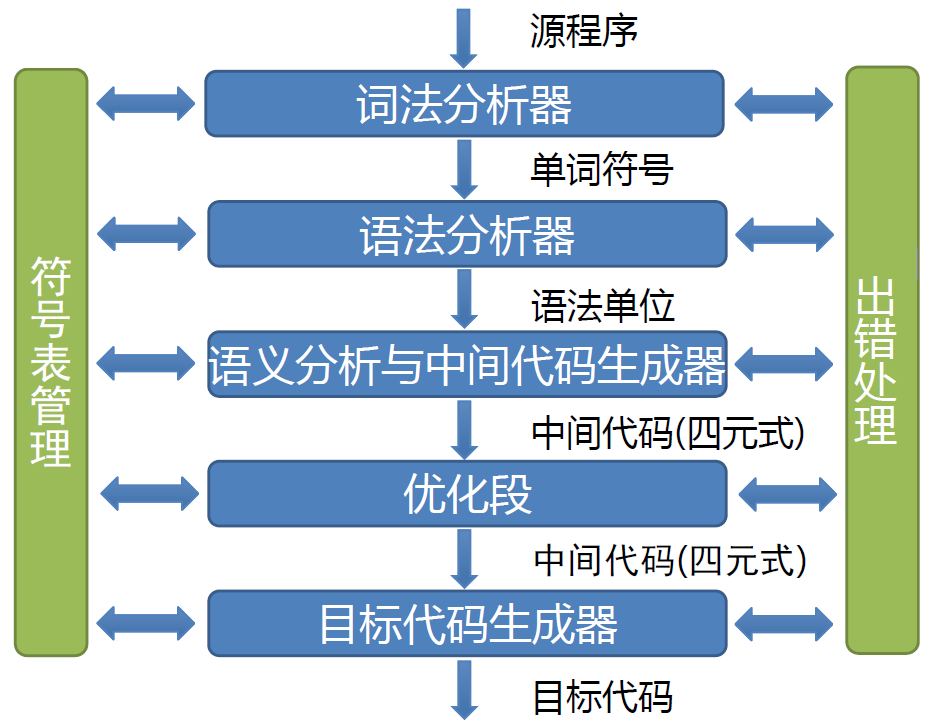 源程序
词法分析器
单词符号
语法分析器
语法单位
语义分析与中间代码生成器
中间代码(四元式)
优化段
中间代码(四元式)
目标代码生成器
目标代码
符号表管理
出错处理